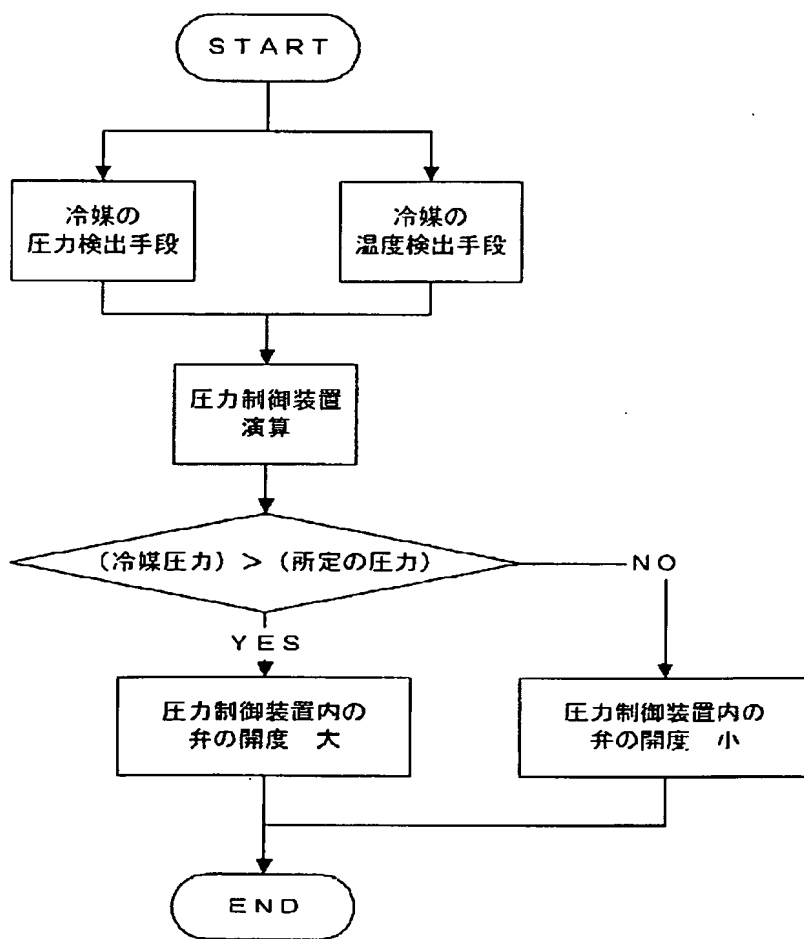 START
冷媒の
圧力検出手段
冷媒の
温度検出手段
圧力制御装置
演算
(冷媒圧力) > (所定の圧力)
NO
YES
圧力制御装置内の
弁の開度 大
圧力制御装置内の
弁の開度 小
END